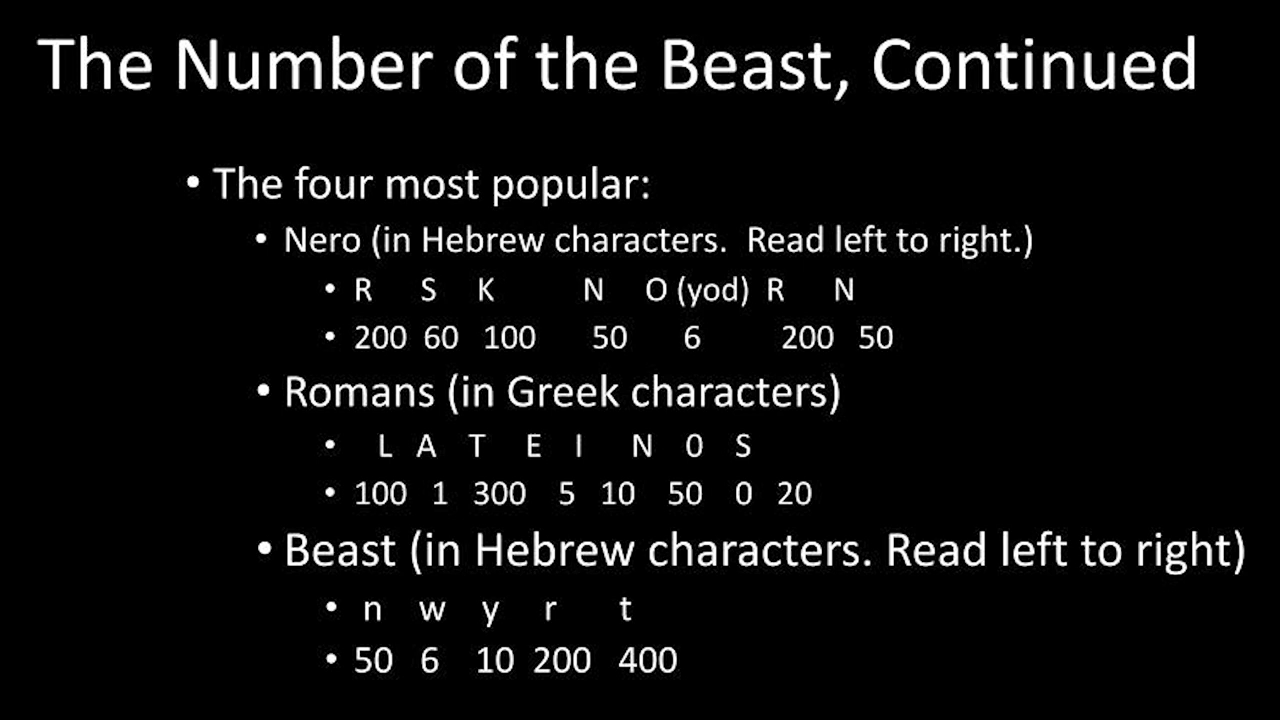 The Number of the Beast, Continued
• The four most popular:
• Nero (in Hebrew characters. Read left to right.)
• R S K N O (yod) R N
• 200 60 100 50 6 200 50
• Romans (in Greek characters)
• L A T E I N 0 S
• 100 1 300 5 10 50 0 20
• Beast (in Hebrew characters. Read left to right)
• n w y r t
• 50 6 10 200 400